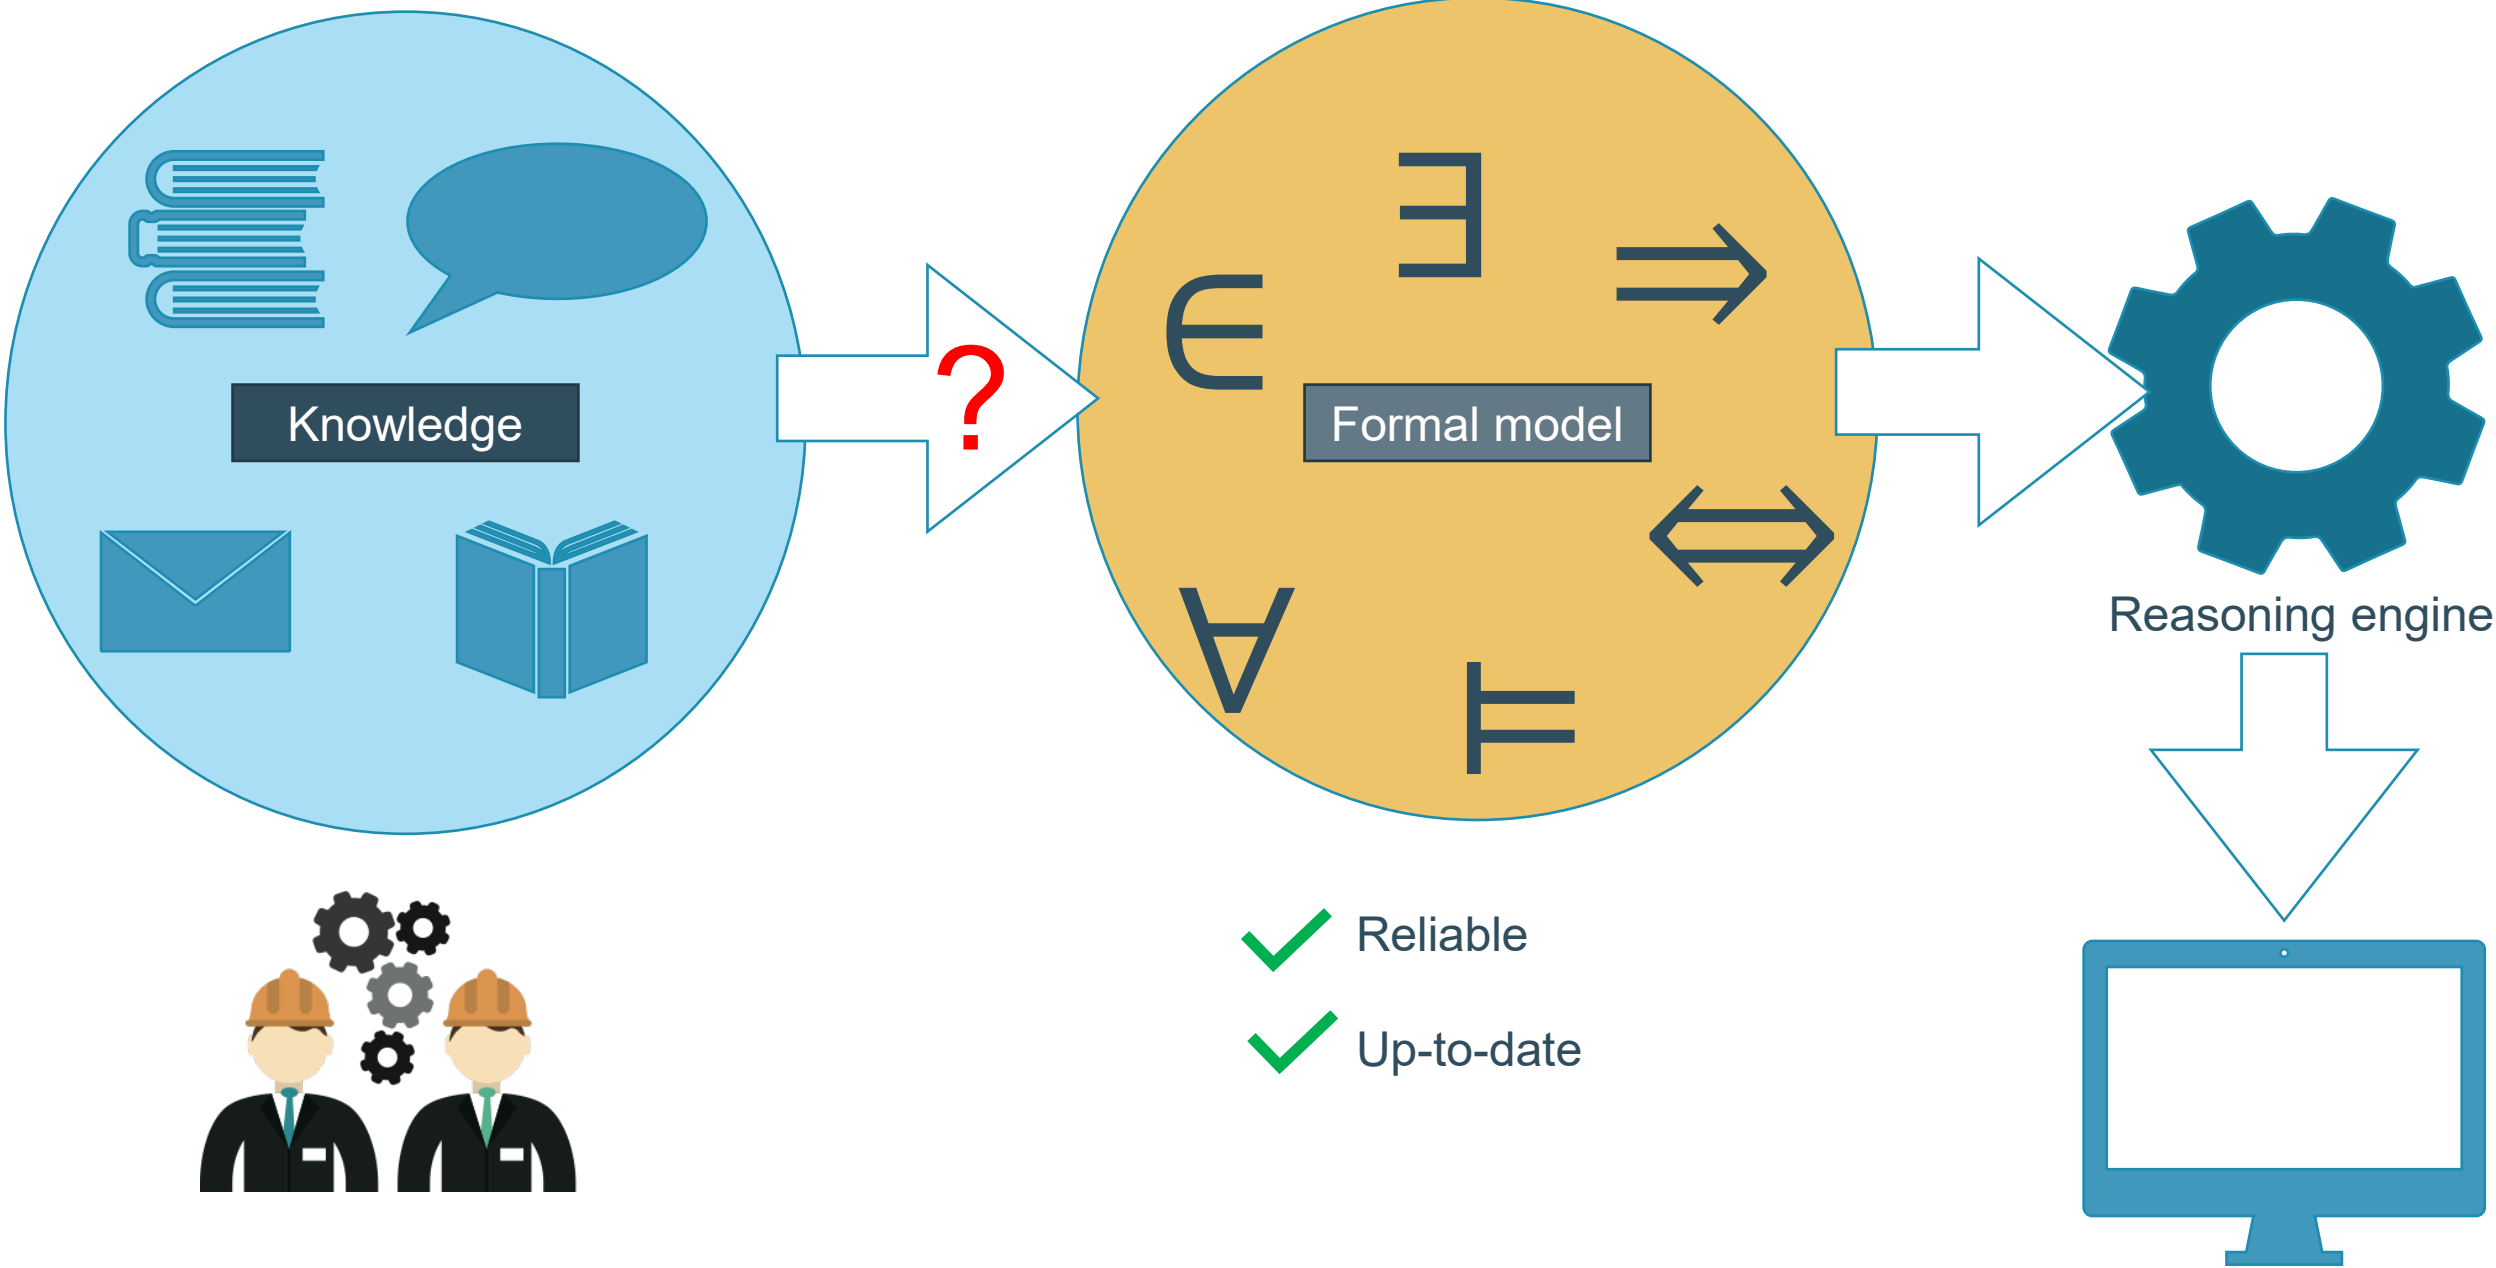 ∃
⇒
∈
?
Knowledge
Formal model
⇔
∀
⊨
Reasoning engine
Reliable
Up-to-date